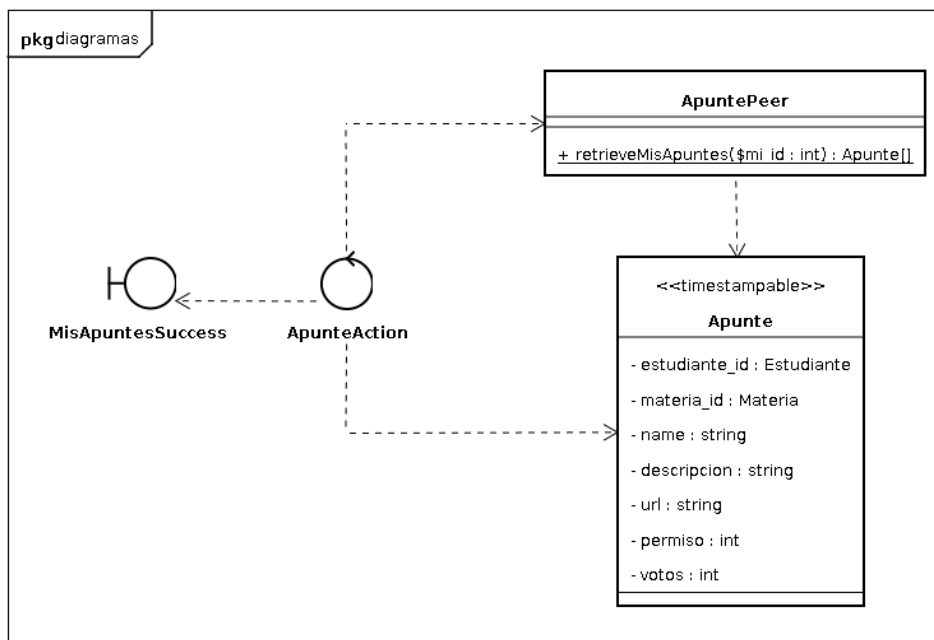 pkg diagramas
ApuntePeer
+ retrieveMisApuntes($mi_id : int) : Apunte[]
<<timestampable>>
Apunte
- estudiante_id : Estudiante
- materia_id : Materia
- name : string
- descripcion : string
- url : string
- permiso : int
- votos : int
MisApuntesSuccess
ApunteAction